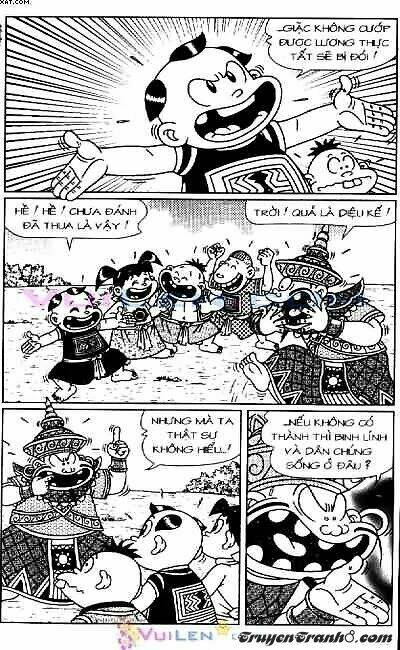 XAT.COM
...GIẶC KHÔNG CƯỚP
ĐƯỢC LƯƠNG THỰC
TẤT SẼ BỊ ĐÓI!
HỀ! HỀ! CHƯA ĐÁNH
ĐÃ THUA LÀ VẬY!
TRỜI! QUẢ LÀ DIỆU KẾ!
NHƯNG MÀ TA
THẬT SỰ
KHÔNG HIỂU...!
...NẾU KHÔNG CÓ
THÀNH THÌ BINH LÍNH
VÀ DÂN CHÚNG
SỐNG Ở ĐÂU?
VUILEN
TruyenTranh8.com